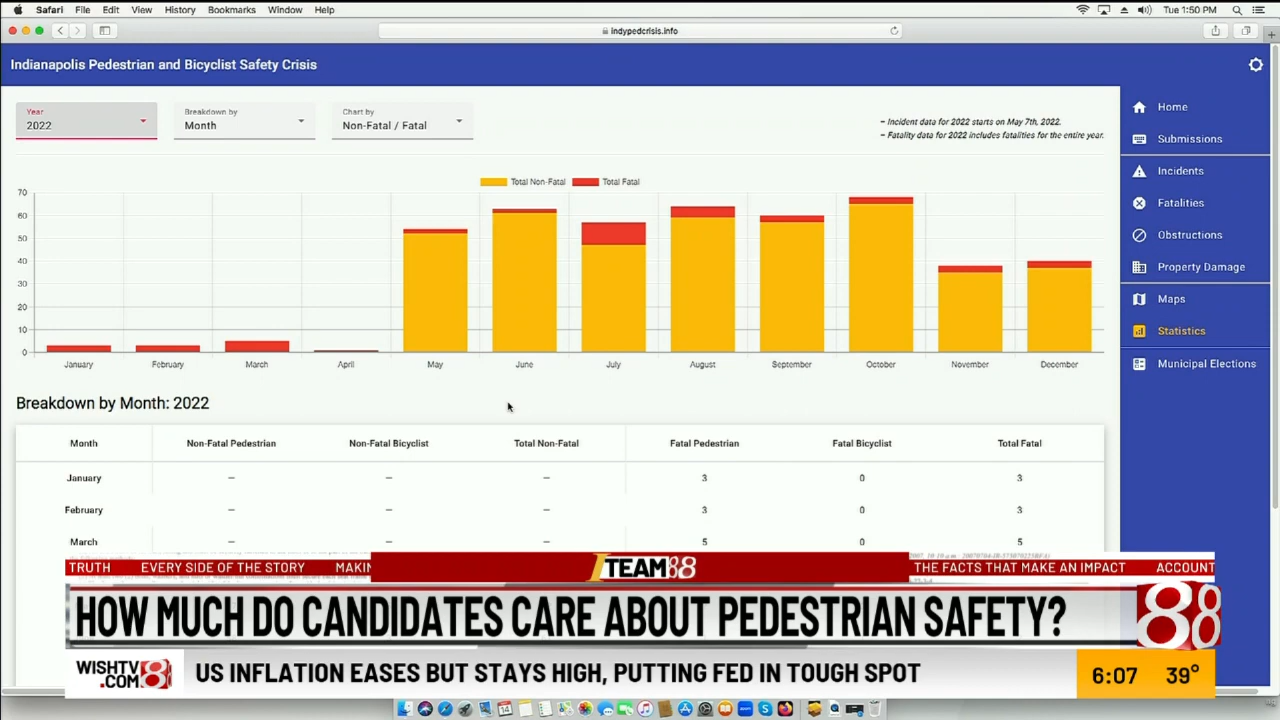 Safari File Edit View History Bookmarks Window Help Tue 1:50 PM
indypedcrisis.info
Indianapolis Pedestrian and Bicyclist Safety Crisis
Year
2022
Breakdown by
Month
Chart by
Non-Fatal / Fatal
– Incident data for 2022 starts on May 7th, 2022.
– Fatality data for 2022 includes fatalities for the entire year.
Home
Submissions
Incidents
Fatalities
Obstructions
Property Damage
Maps
Statistics
Municipal Elections
Total Non-Fatal Total Fatal
70
60
50
40
30
20
10
0
January February March April May June July August September October November December
Breakdown by Month: 2022
Month Non-Fatal Pedestrian Non-Fatal Bicyclist Total Non-Fatal Fatal Pedestrian Fatal Bicyclist Total Fatal
January – – – 3 0 3
February – – – 3 0 3
March – – – 5 0 5
TRUTH EVERY SIDE OF THE STORY MAKIN ITEAM88 THE FACTS THAT MAKE AN IMPACT ACCOUNT
HOW MUCH DO CANDIDATES CARE ABOUT PEDESTRIAN SAFETY? 88
WISHTV.COM 8 US INFLATION EASES BUT STAYS HIGH, PUTTING FED IN TOUGH SPOT 6:07 39°